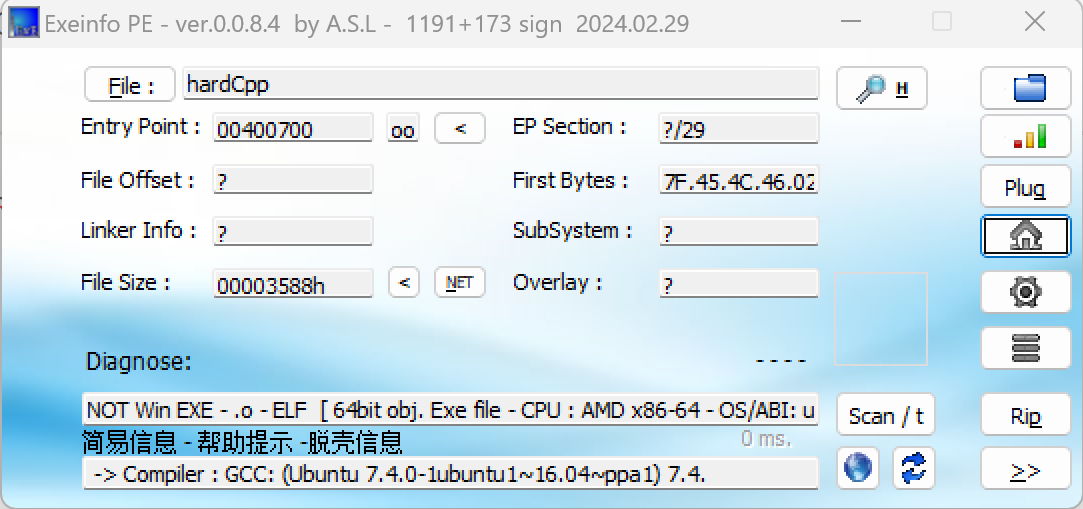 Exeinfo PE - ver.0.0.8.4 by A.S.L - 1191+173 sign 2024.02.29
File : hardCpp H
Entry Point : 00400700 oo < EP Section : ?/29
File Offset : ? First Bytes : 7F.45.4C.46.02 Plug
Linker Info : ? SubSystem : ?
File Size : 00003588h < NET Overlay : ?
Diagnose: ----
NOT Win EXE - .o - ELF [ 64bit obj. Exe file - CPU : AMD x86-64 - OS/ABI: u Scan / t Rip
简易信息 - 帮助提示 -脱壳信息 0 ms.
-> Compiler : GCC: (Ubuntu 7.4.0-1ubuntu1~16.04~ppa1) 7.4. >>